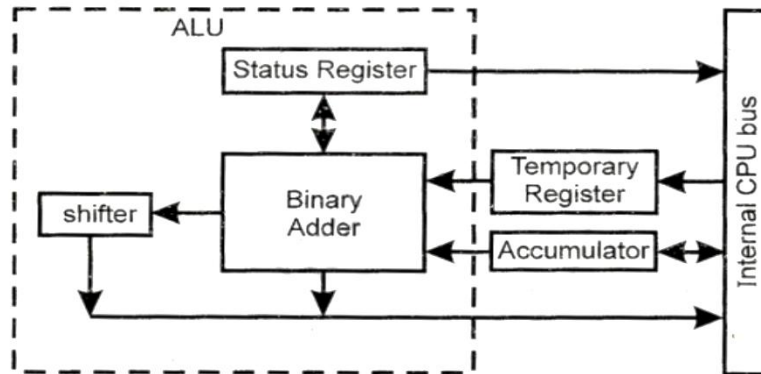 ALU
Status Register
Temporary
Register
Binary
Adder
shifter
Accumulator
Internal CPU bus